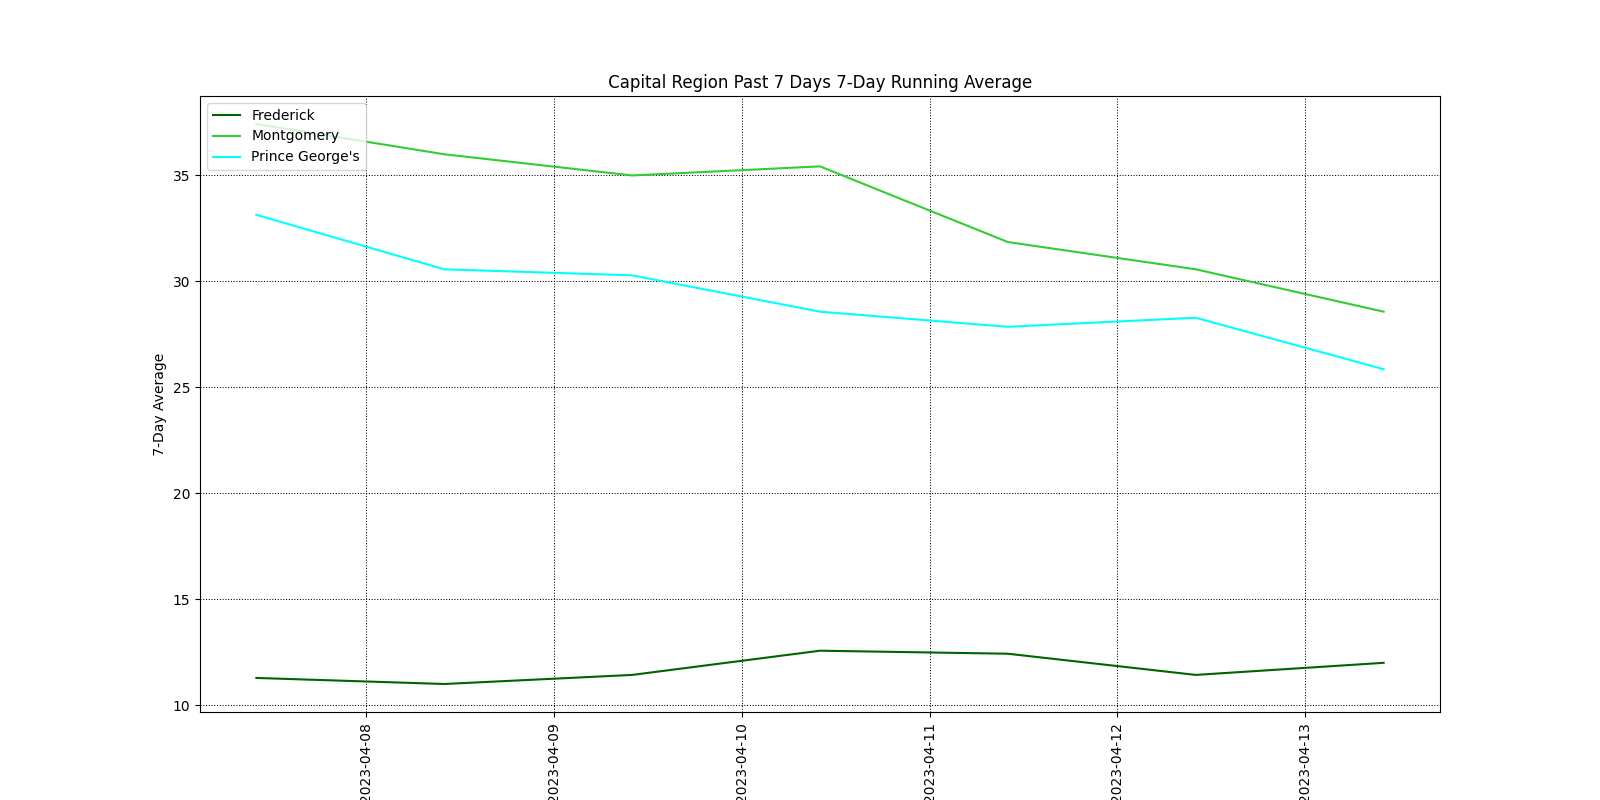 Capital Region Past 7 Days 7-Day Running Average
Frederick
Montgomery
Prince George's
7-Day Average
35
30
25
20
15
10
2023-04-08
2023-04-09
2023-04-10
2023-04-11
2023-04-12
2023-04-13